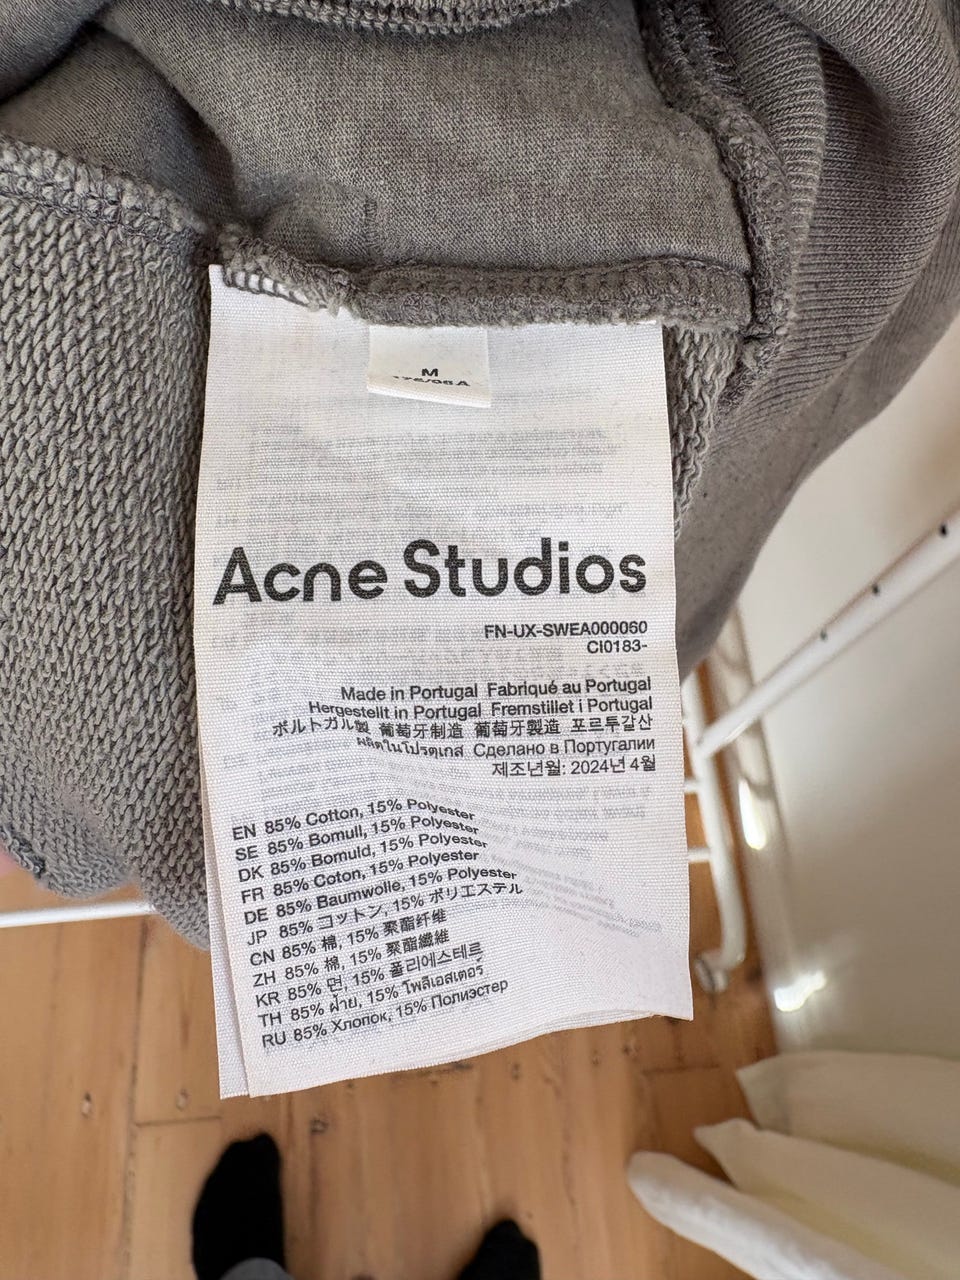 M
Acne Studios
FN-UX-SWEA000060
CI0183-
Made in Portugal Fabriqué au Portugal
Hergestellt in Portugal Fremstillet i Portugal
ポルトガル製 葡萄牙制造 葡萄牙製造 포르투갈산
ผลิตในโปรตุเกส Сделано в Португалии
제조년월: 2024년 4월
EN 85% Cotton, 15% Polyester
SE 85% Bomull, 15% Polyester
DK 85% Bomuld, 15% Polyester
FR 85% Coton, 15% Polyester
DE 85% Baumwolle, 15% Polyester
JP 85% コットン, 15% ポリエステル
CN 85% 棉, 15% 聚酯纤维
ZH 85% 棉, 15% 聚酯纖維
KR 85% 면, 15% 폴리에스테르
TH 85% ฝ้าย, 15% โพลีเอสเตอร์
RU 85% Хлопок, 15% Полиэстер